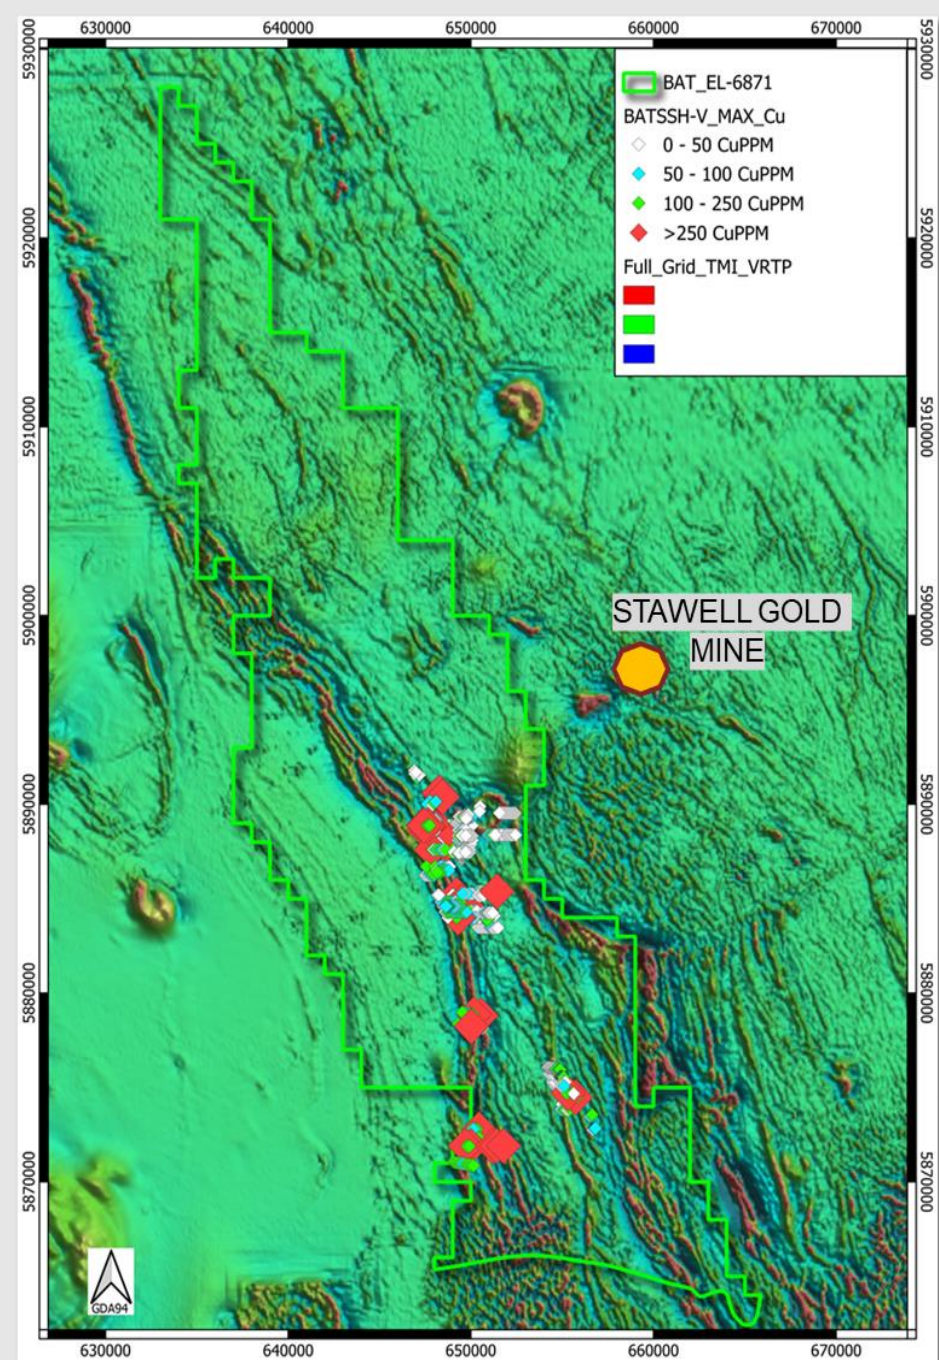 630000 640000 650000 660000 670000
5930000 5930000
BAT_EL-6871
BATSSH-V_MAX_Cu
0 - 50 CuPPM
50 - 100 CuPPM
100 - 250 CuPPM
>250 CuPPM
Full_Grid_TMI_VRTP
5920000 5920000
5910000 5910000
5900000 5900000
STAWELL GOLD
MINE
5890000 5890000
5880000 5880000
5870000 5870000
GDA94
630000 640000 650000 660000 670000